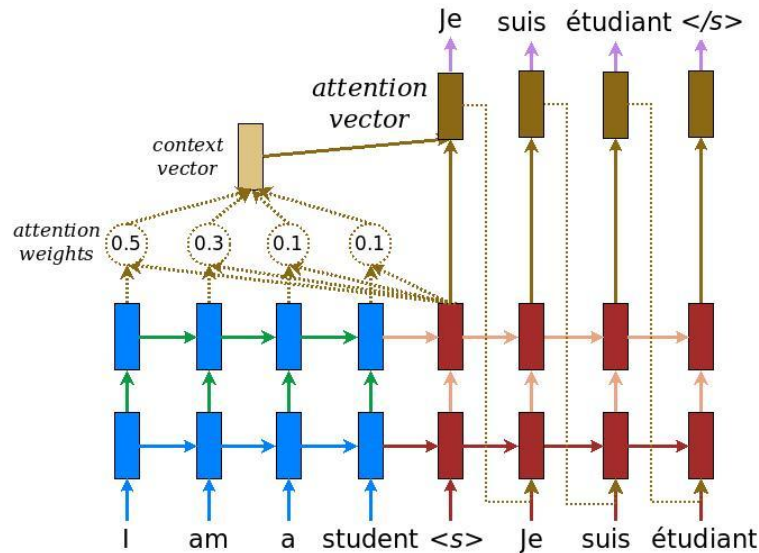 Je suis étudiant </s>
attention
vector
context
vector
attention
weights
0.5 0.3 0.1 0.1
I am a student <s> Je suis étudiant